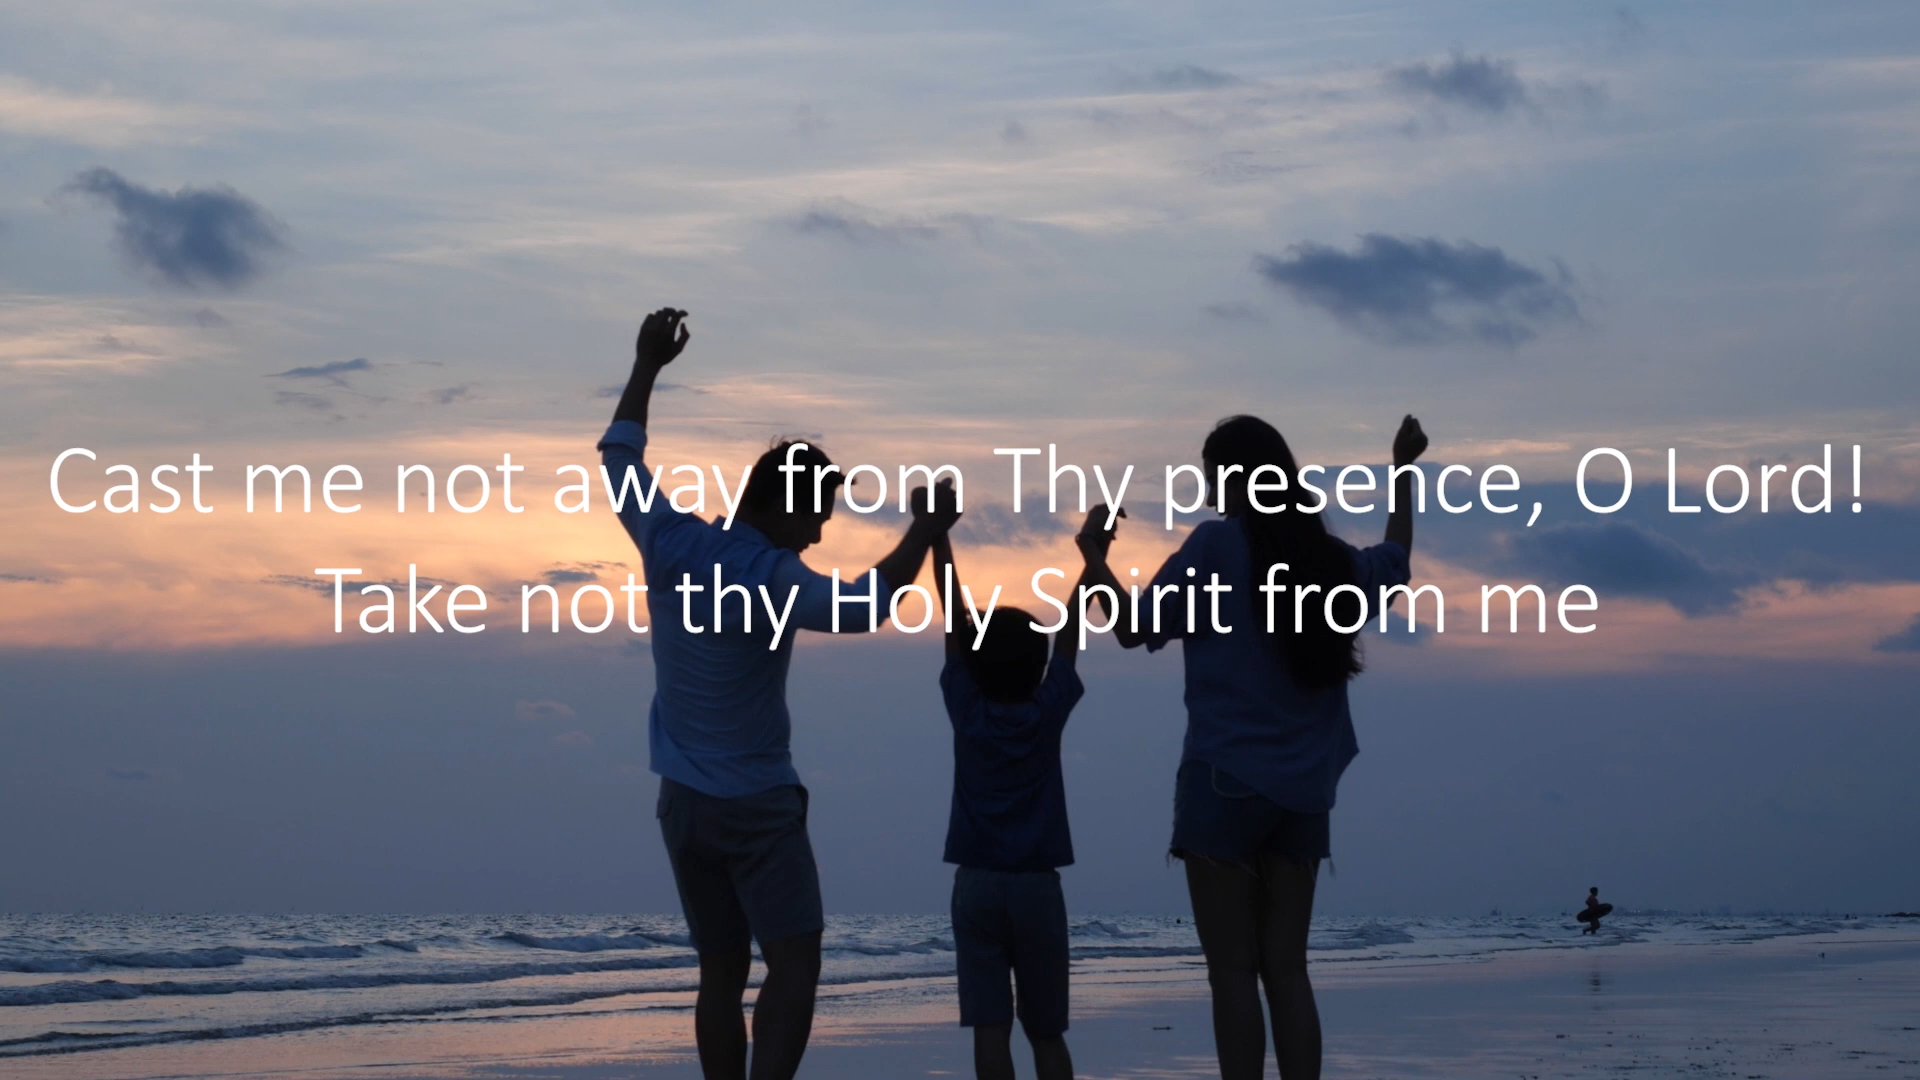 Cast me not away from Thy presence, O Lord!
Take not thy Holy Spirit from me